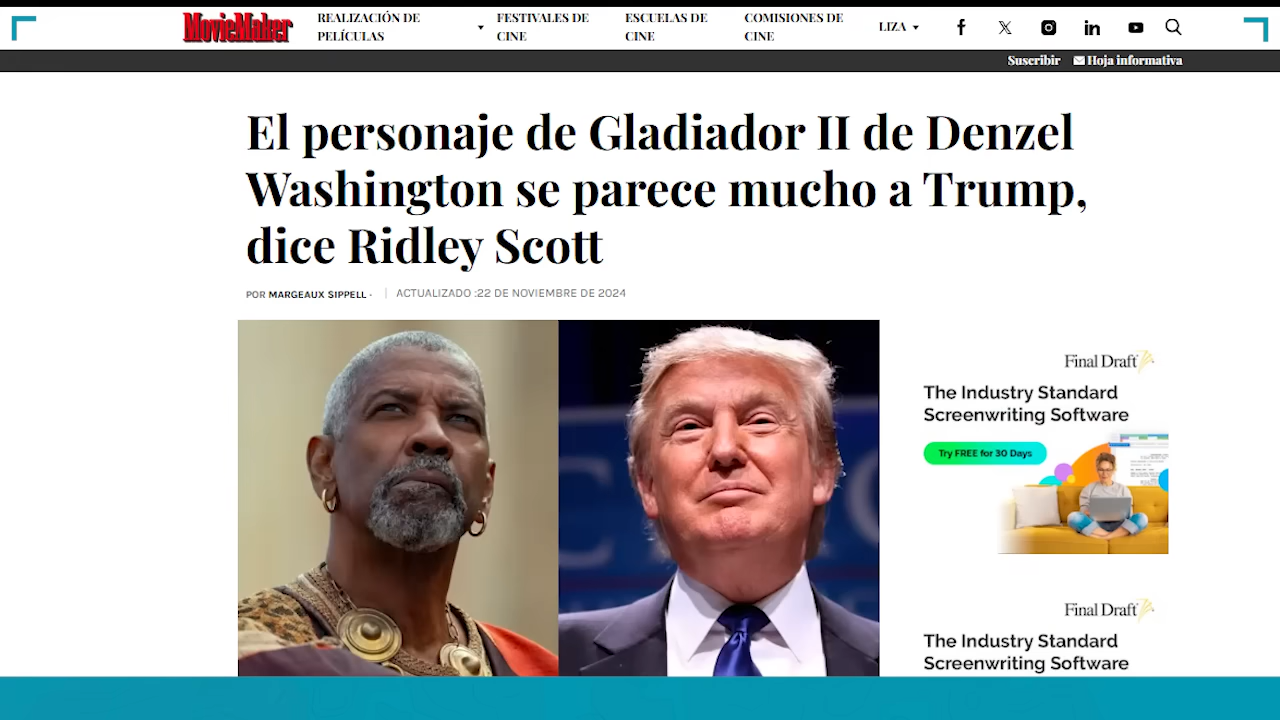 MovieMaker
REALIZACIÓN DE
PELÍCULAS
FESTIVALES DE
CINE
ESCUELAS DE
CINE
COMISIONES DE
CINE
LIZA
Suscribir
Hoja informativa
El personaje de Gladiador II de Denzel
Washington se parece mucho a Trump,
dice Ridley Scott
POR MARGEAUX SIPPELL ·
ACTUALIZADO :22 DE NOVIEMBRE DE 2024
Final Draft
The Industry Standard
Screenwriting Software
Try FREE for 30 Days
Final Draft
The Industry Standard
Screenwriting Software